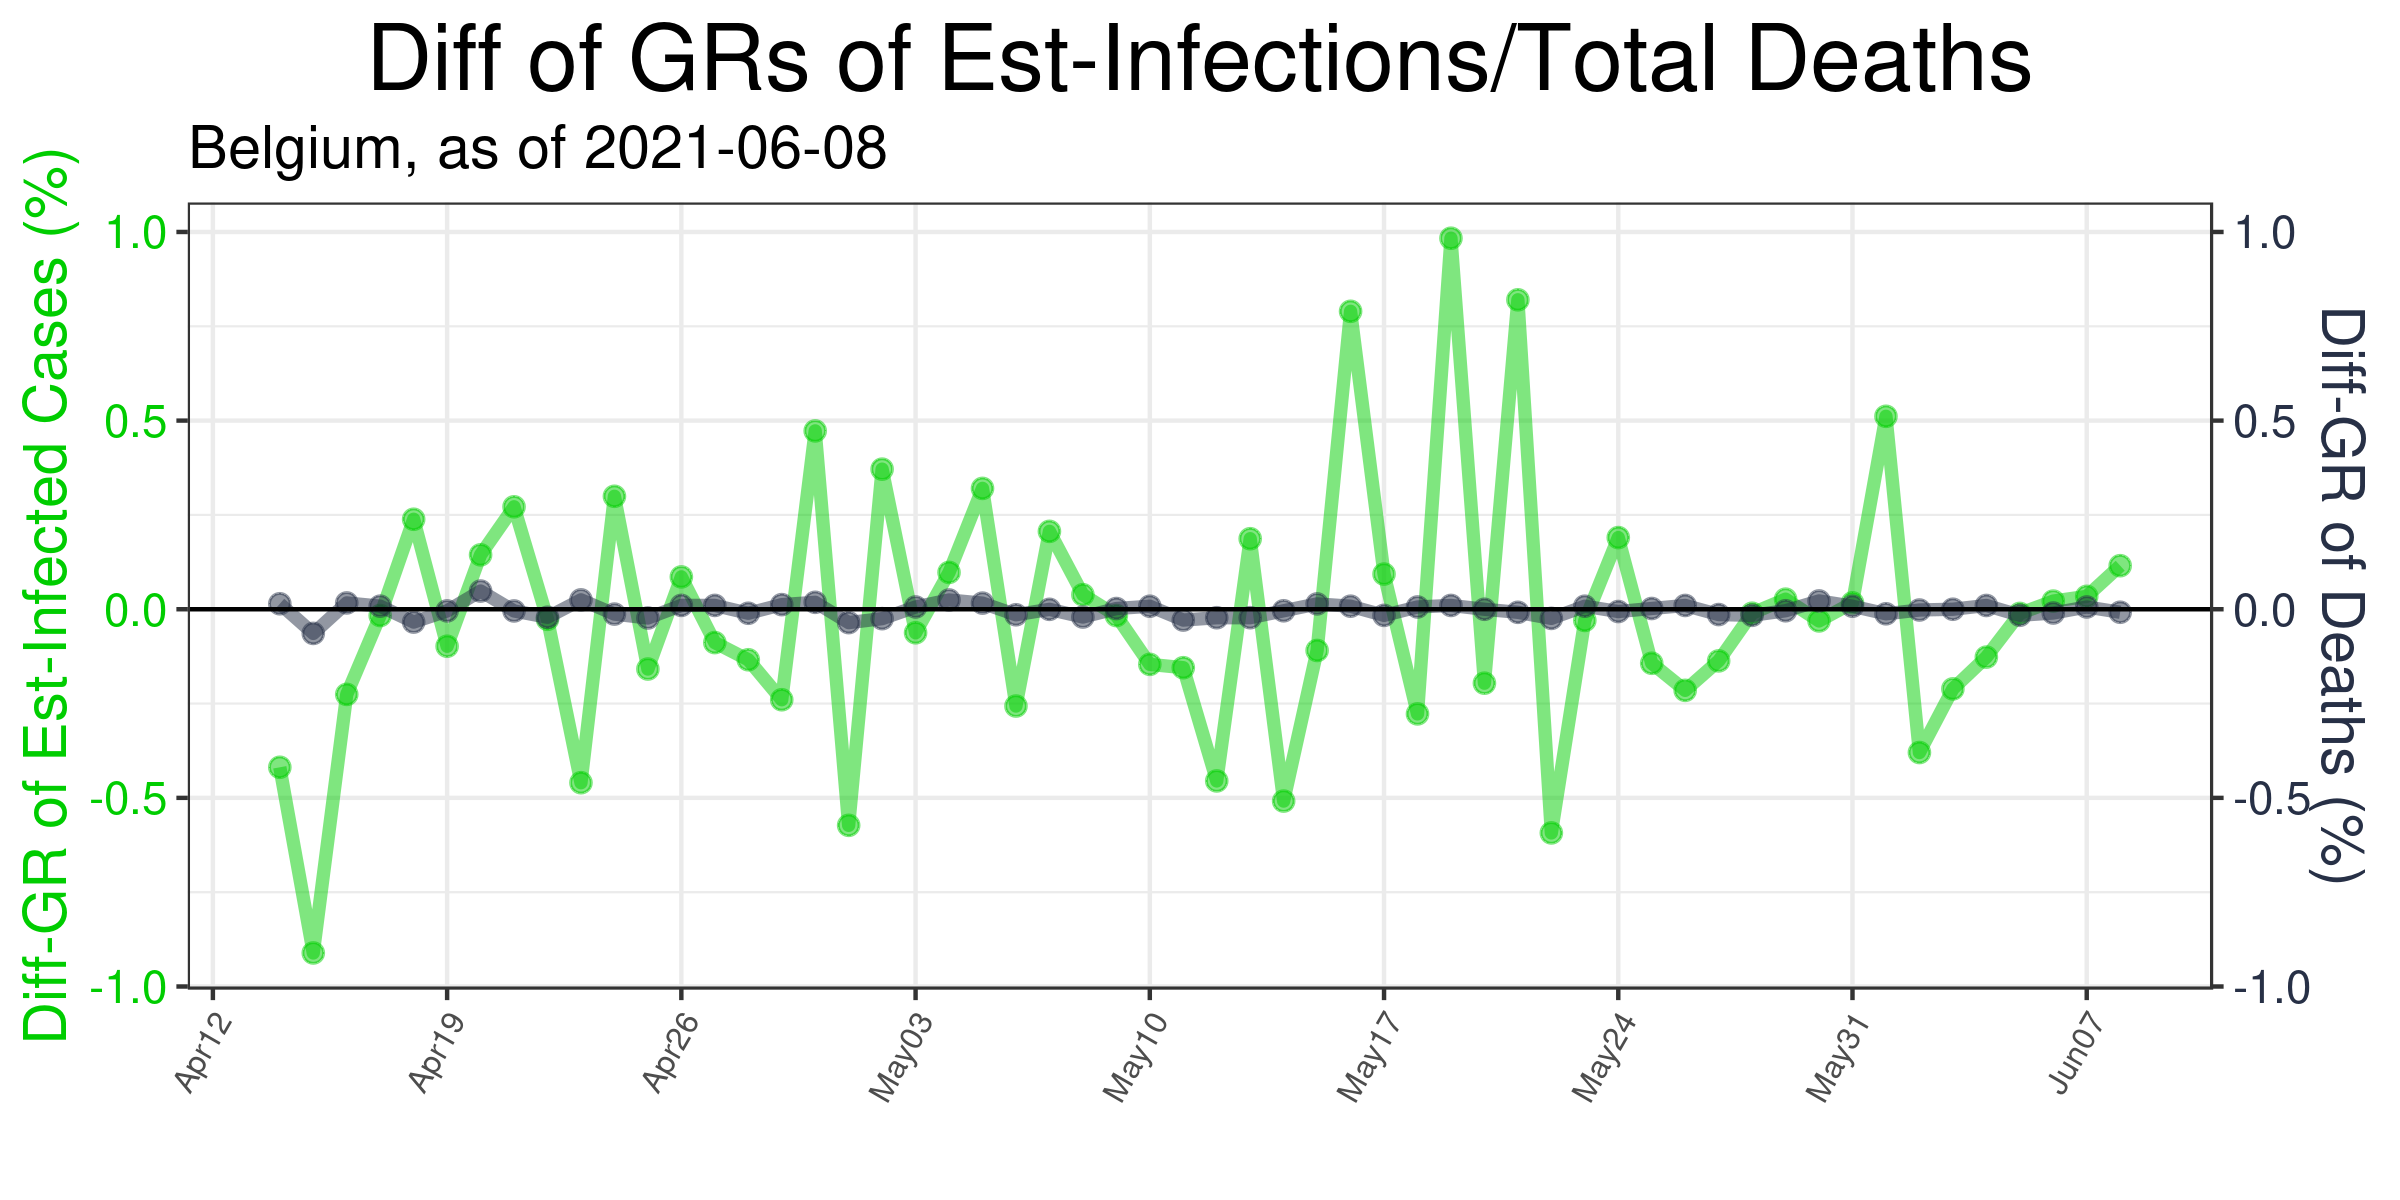 Diff of GRs of Est-Infections/Total Deaths
Belgium, as of 2021-06-08
Diff-GR of Est-Infected Cases (%)
1.0
0.5
0.0
-0.5
-1.0
1.0
0.5
0.0
-0.5
-1.0
Diff-GR of Deaths (%)
Apr12
Apr19
Apr26
May03
May10
May17
May24
May31
Jun07